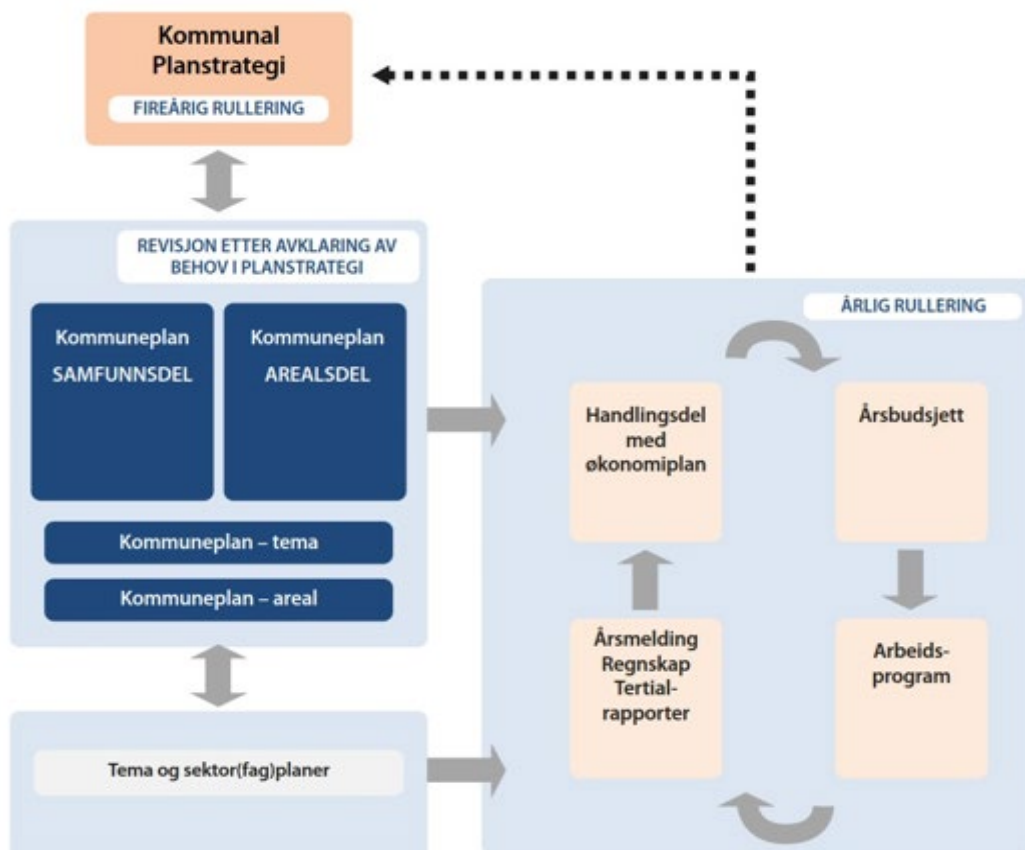 Kommunal
Planstrategi
FIREÅRIG RULLERING
REVISJON ETTER AVKLARING AV
BEHOV I PLANSTRATEGI
Kommuneplan
SAMFUNNSDEL
Kommuneplan
AREALSDEL
Kommuneplan – tema
Kommuneplan – areal
Tema og sektor(fag)planer
ÅRLIG RULLERING
Handlingsdel
med
økonomiplan
Årsbudsjett
Årsmelding
Regnskap
Tertial-
rapporter
Arbeids-
program